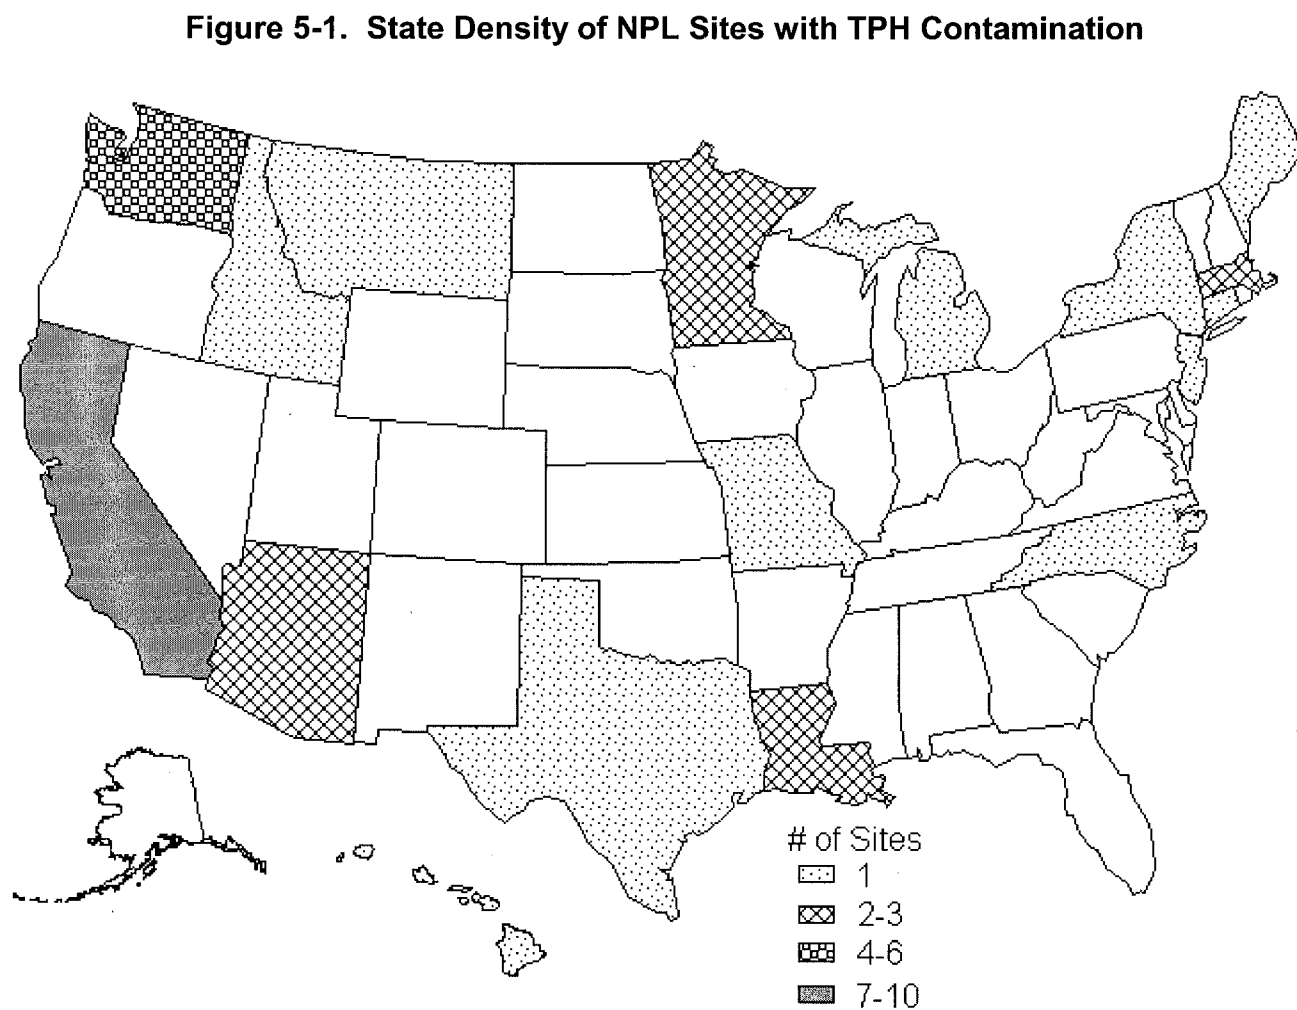 Figure 5-1. State Density of NPL Sites with TPH Contamination
# of Sites
1
2-3
4-6
7-10